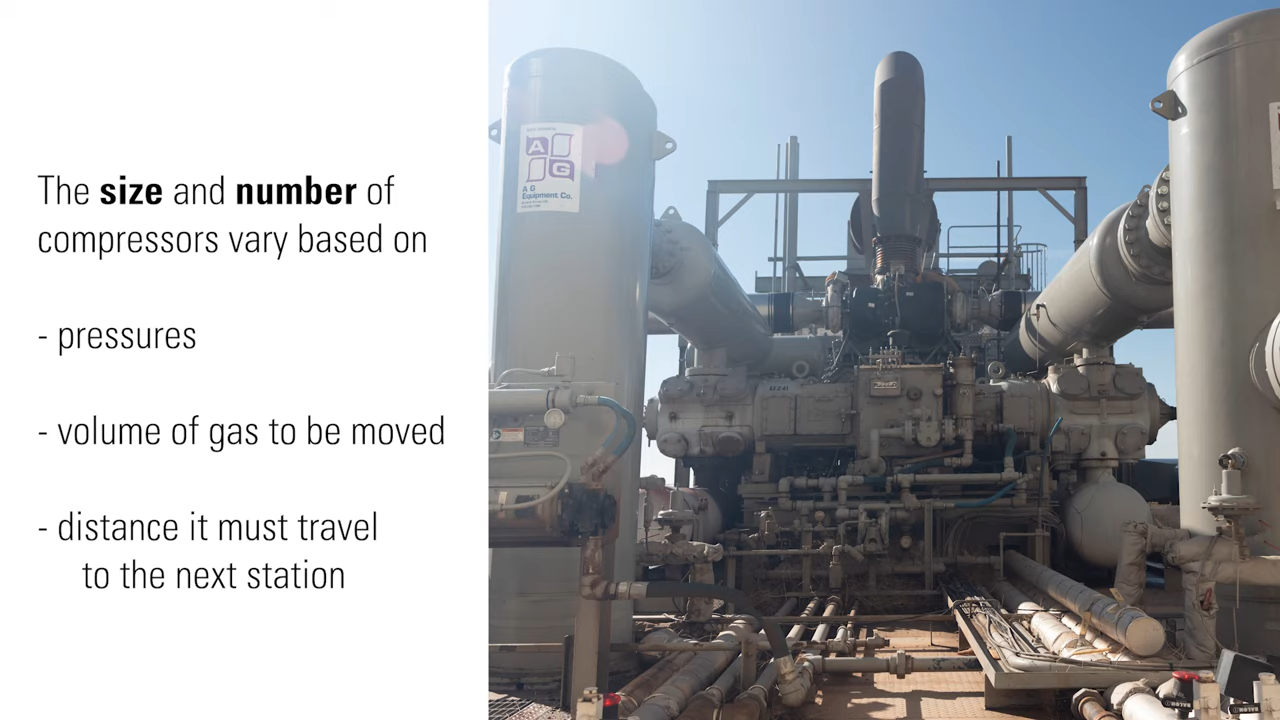 The size and number of
compressors vary based on
- pressures
- volume of gas to be moved
- distance it must travel
to the next station
A
G
A G
Equipment Co.